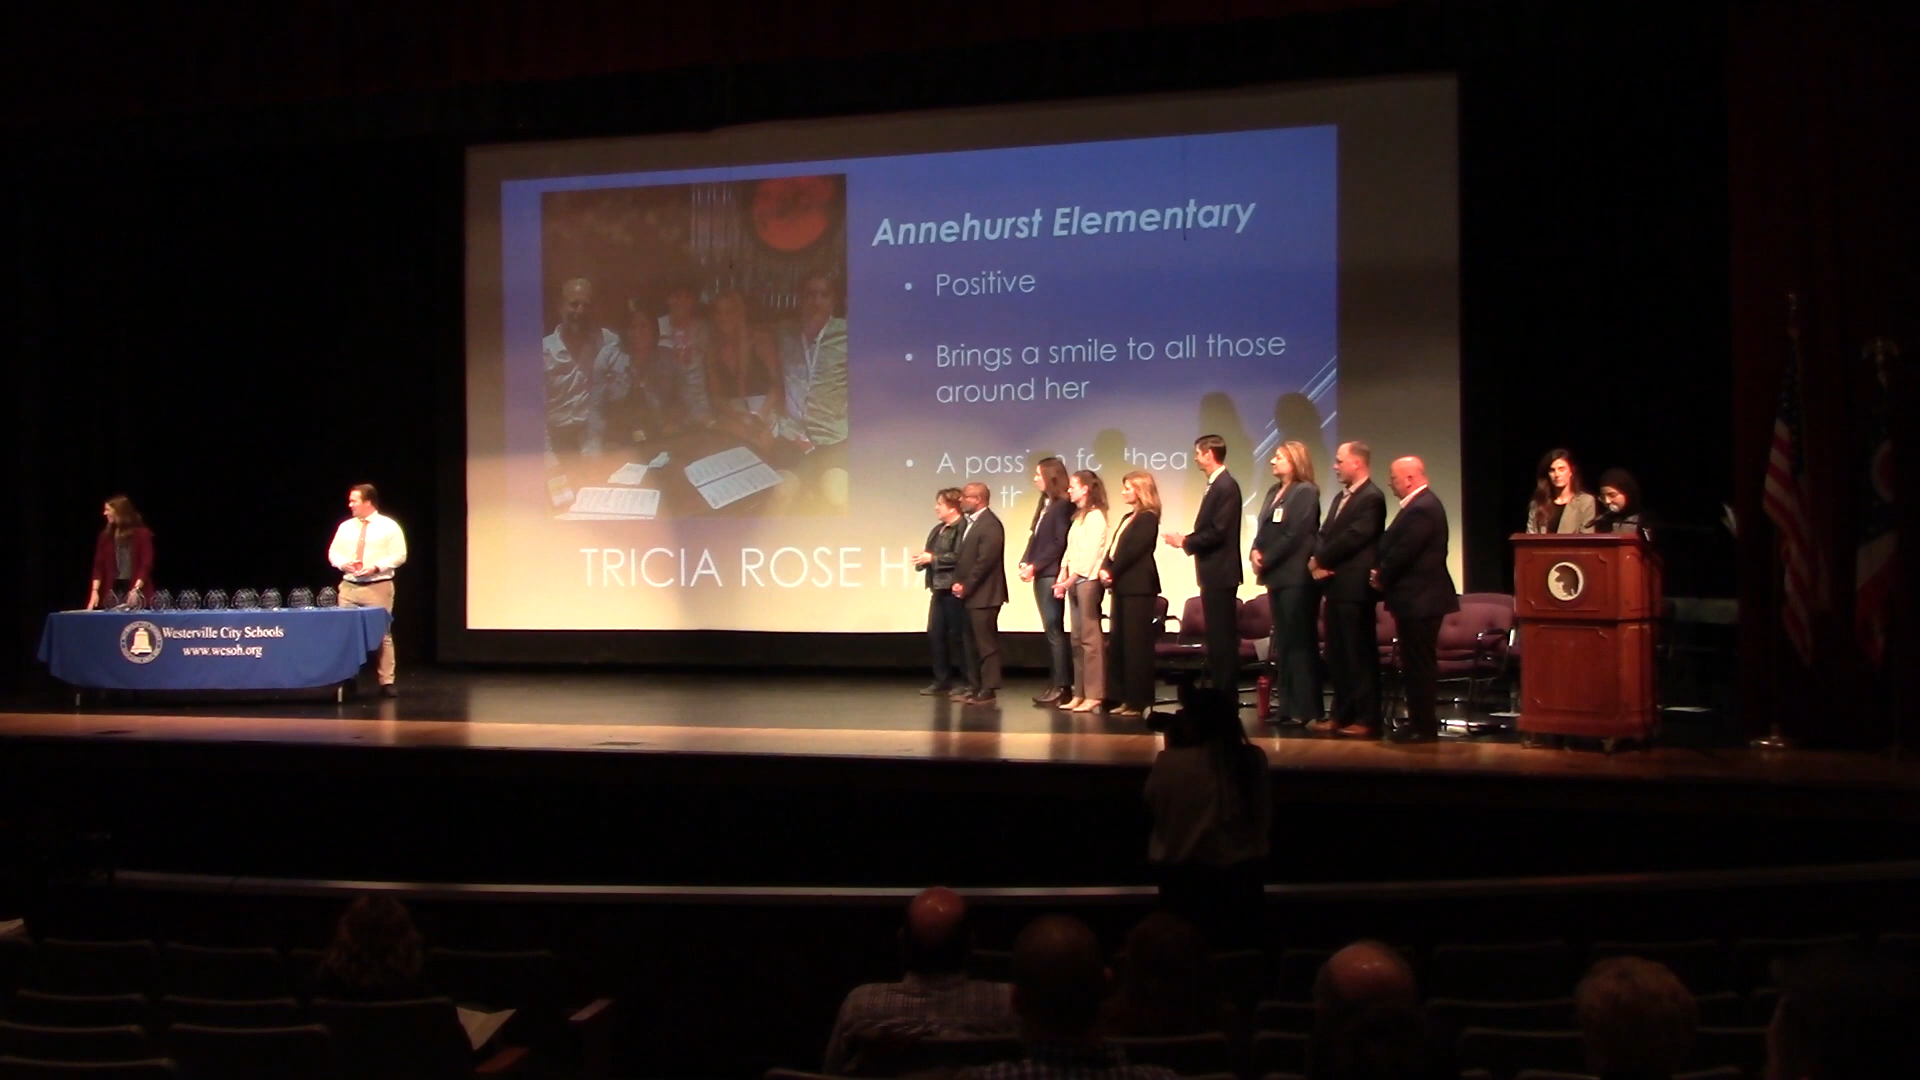 Annehurst Elementary
• Positive
• Brings a smile to all those
around her
• A
TRICIA ROSE
Westerville City Schools
www.wcsoh.org